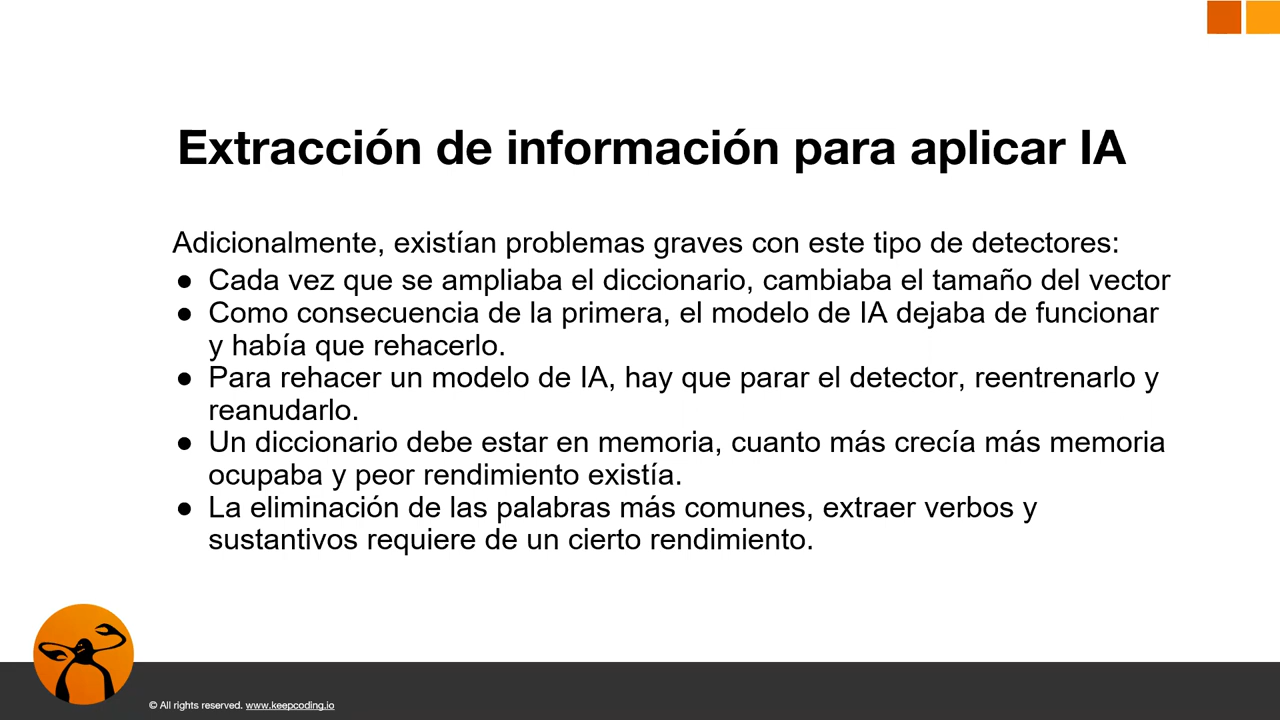 Extracción de información para aplicar IA
Adicionalmente, existían problemas graves con este tipo de detectores:
● Cada vez que se ampliaba el diccionario, cambiaba el tamaño del vector
● Como consecuencia de la primera, el modelo de IA dejaba de funcionar
y había que rehacerlo.
● Para rehacer un modelo de IA, hay que parar el detector, reentrenarlo y
reanudarlo.
● Un diccionario debe estar en memoria, cuanto más crecía más memoria
ocupaba y peor rendimiento existía.
● La eliminación de las palabras más comunes, extraer verbos y
sustantivos requiere de un cierto rendimiento.
© All rights reserved. www.keepcoding.io